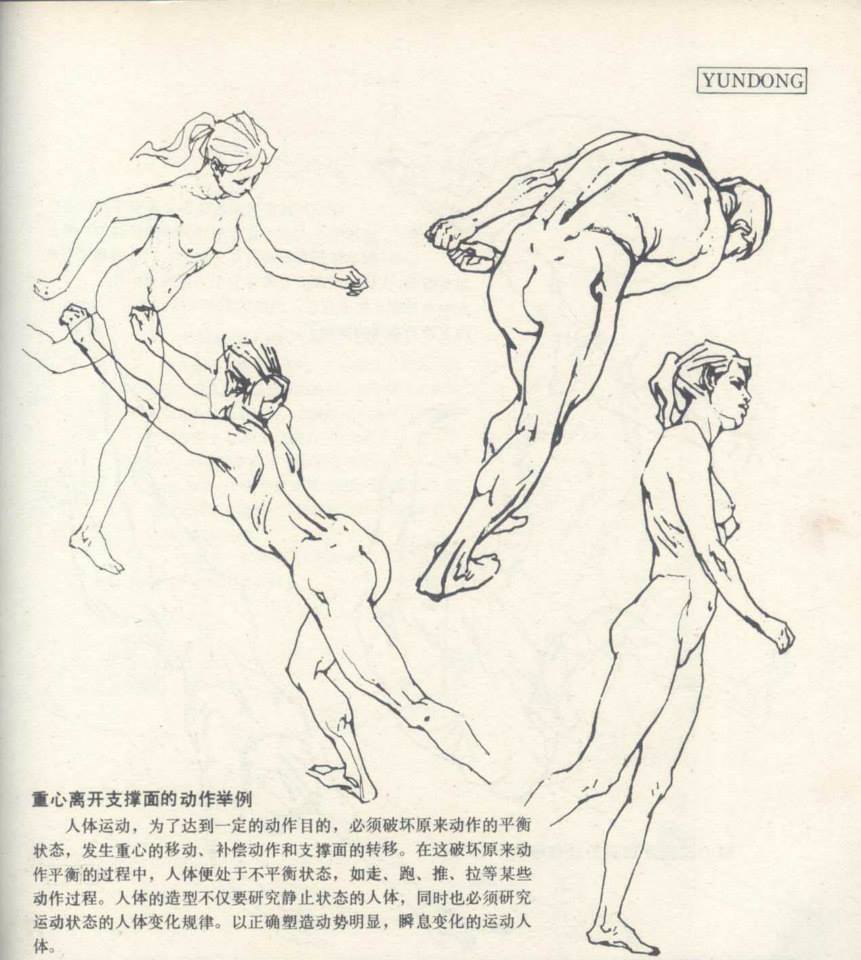 YUNDONG
重心离开支撑面的动作举例
人体运动，为了达到一定的动作目的，必须破坏原来动作的平衡
状态，发生重心的移动、补偿动作和支撑面的转移。在这破坏原来动
作平衡的过程中，人体便处于不平衡状态，如走、跑、推、拉等某些
动作过程。人体的造型不仅要研究静止状态的人体，同时也必须研究
运动状态的人体变化规律。以正确塑造动势明显，瞬息变化的运动人
体。